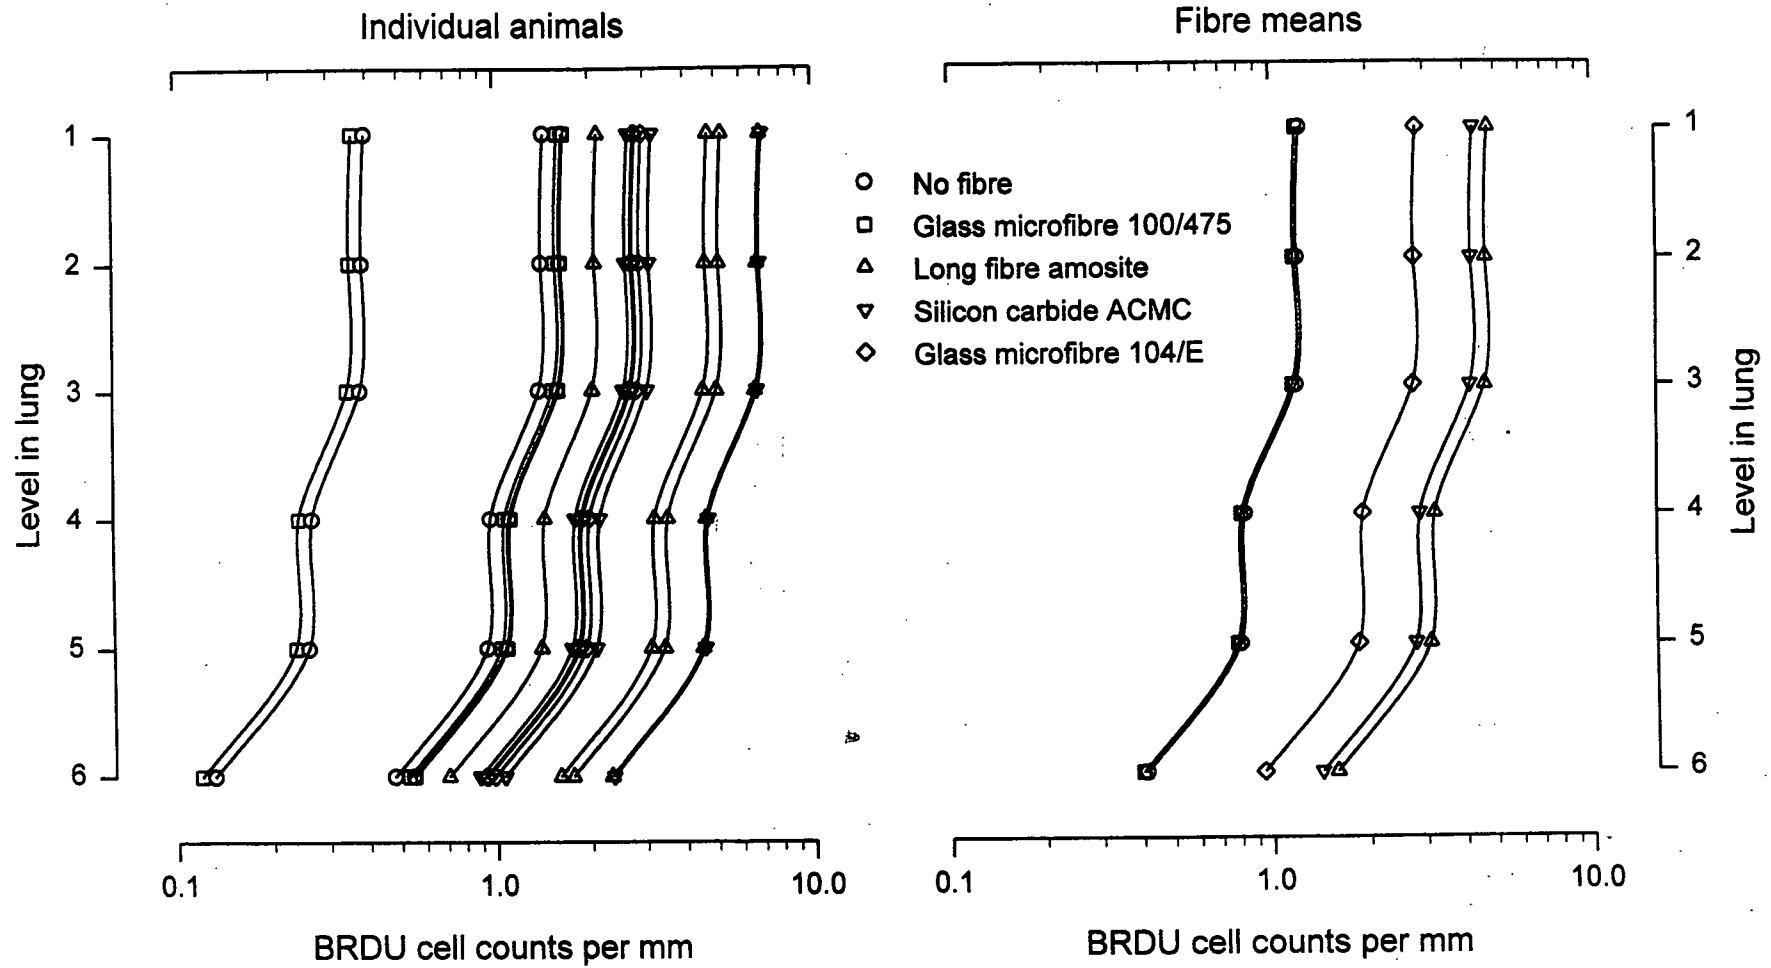 Individual animals
Fibre means
1
2
3
4
5
6
Level in lung
No fibre
Glass microfibre 100/475
Long fibre amosite
Silicon carbide ACMC
Glass microfibre 104/E
1
2
3
4
5
6
Level in lung
0.1 1.0 10.0
BRDU cell counts per mm
0.1 1.0 10.0
BRDU cell counts per mm